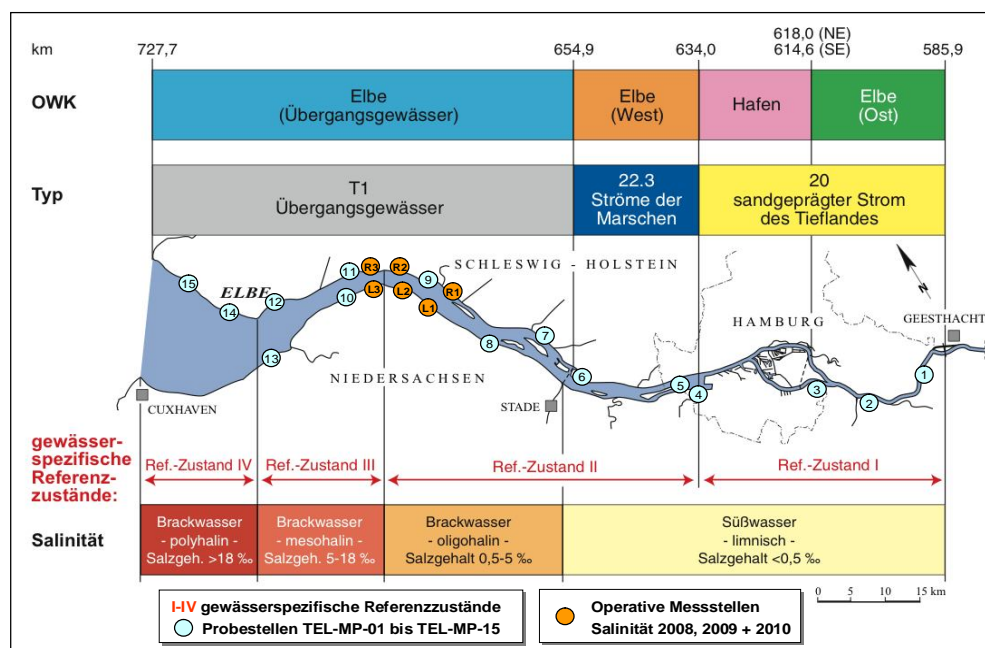 618,0 (NE)
km 727,7 654,9 634,0 614,6 (SE) 585,9
OWK
Elbe
(Übergangsgewässer)
Elbe
(West)
Hafen
Elbe
(Ost)
Typ
T1
Übergangsgewässer
22.3
Ströme der
Marschen
20
sandgeprägter Strom
des Tieflandes
15
14
ELBE
12
13
11
10
R3
L3
R2
L2
9
L1
R1
SCHLESWIG - HOLSTEIN
8
7
6
5
4
HAMBURG
3
2
1
GEESTHACHT
N
NIEDERSACHSEN
CUXHAVEN
STADE
gewässer-
spezifische
Referenz-
zustände:
Ref.-Zustand IV
Ref.-Zustand III
Ref.-Zustand II
Ref.-Zustand I
Salinität
Brackwasser
- polyhalin -
Salzgeh. >18 ‰
Brackwasser
- mesohalin -
Salzgeh. 5-18 ‰
Brackwasser
- oligohalin -
Salzgehalt 0,5-5 ‰
Süßwasser
- limnisch -
Salzgehalt <0,5 ‰
0 5 10 15 km
I-IV gewässerspezifische Referenzzustände
Probestellen TEL-MP-01 bis TEL-MP-15
Operative Messstellen
Salinität 2008, 2009 + 2010